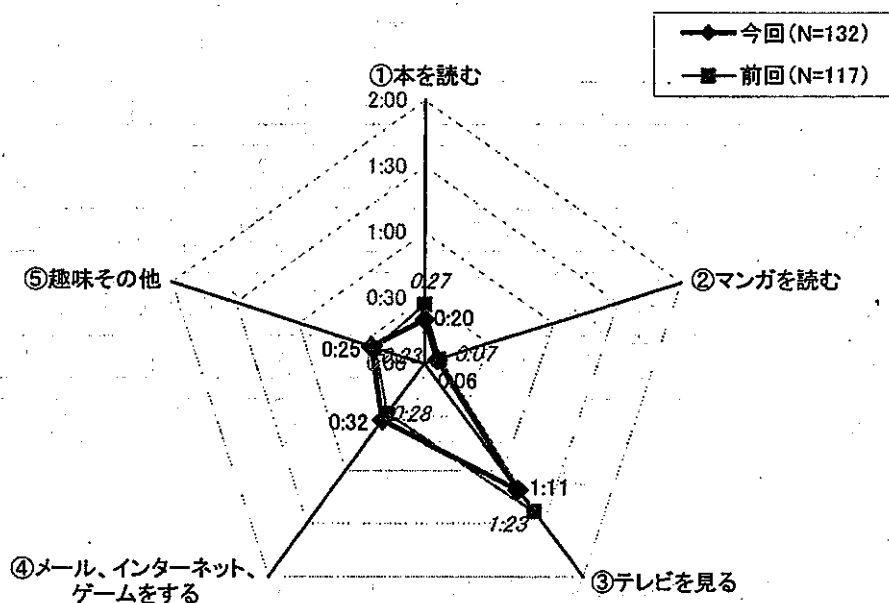 今回(N=132)
前回(N=117)
①本を読む
2:00
1:30
1:00
0:30
0:00
0:27
0:20
②マンガを読む
0:07
0:06
⑤趣味その他
0:25
0:23
0:32
0:28
1:11
1:23
④メール、インターネット、
ゲームをする
③テレビを見る